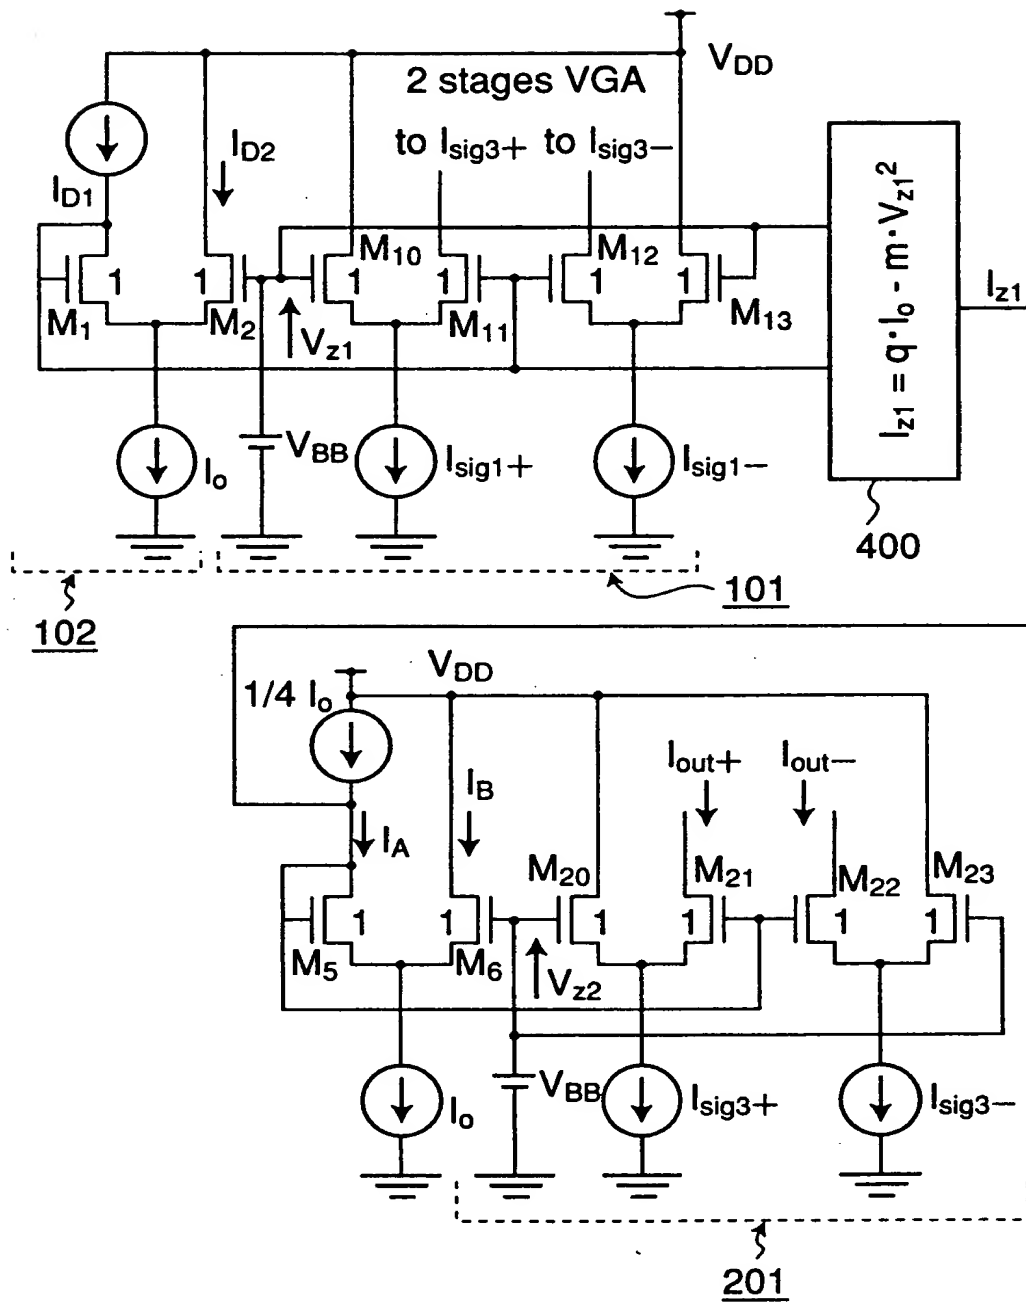 V_DD
2 stages VGA
to I_sig3+ to I_sig3−
I_D1
I_D2
M_1
1
1
M_2
V_z1
M_10
1
1
M_11
M_12
1
1
M_13
I_z1 = q·I_o - m·V_z1^2
I_z1
I_o
V_BB
I_sig1+
I_sig1−
400
102
101
V_DD
1/4 I_o
I_A
I_B
I_out+
I_out−
M_5
1
1
M_6
M_20
V_z2
1
1
M_21
M_22
1
1
M_23
I_o
V_BB
I_sig3+
I_sig3−
201